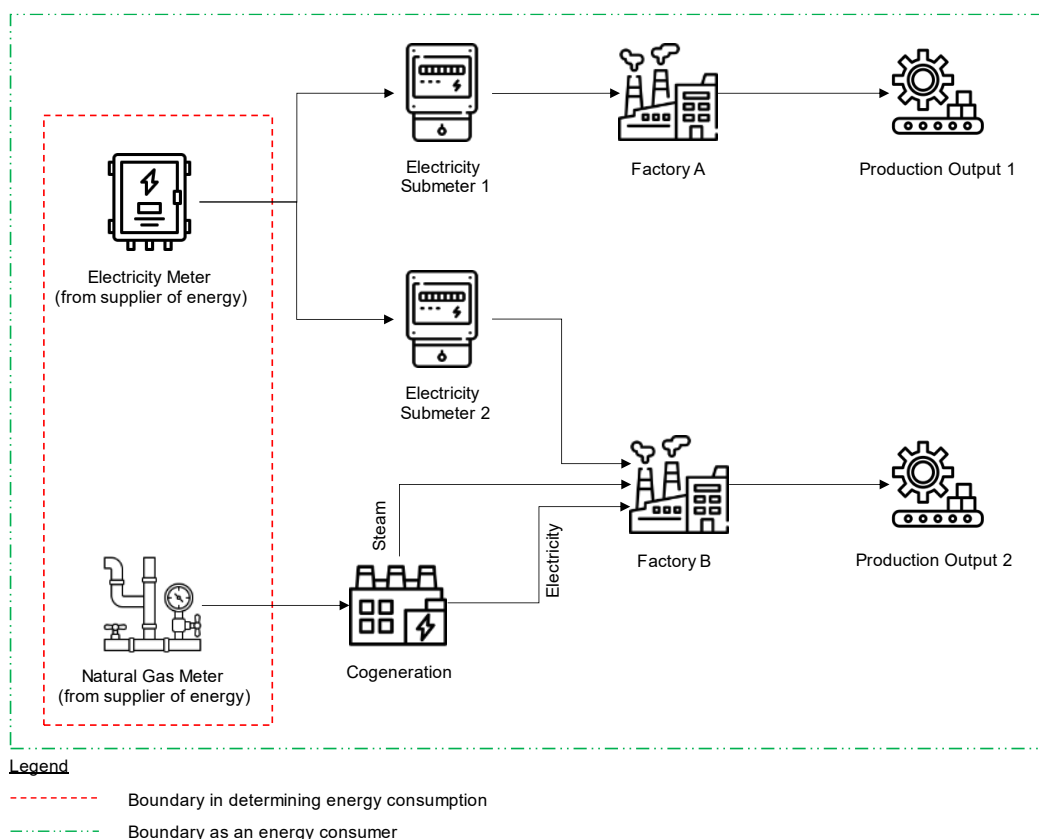 Electricity
Submeter 1
Factory A
Production Output 1
Electricity Meter
(from supplier of energy)
Electricity
Submeter 2
Steam
Electricity
Factory B
Production Output 2
Natural Gas Meter
(from supplier of energy)
Cogeneration
Legend
Boundary in determining energy consumption
Boundary as an energy consumer